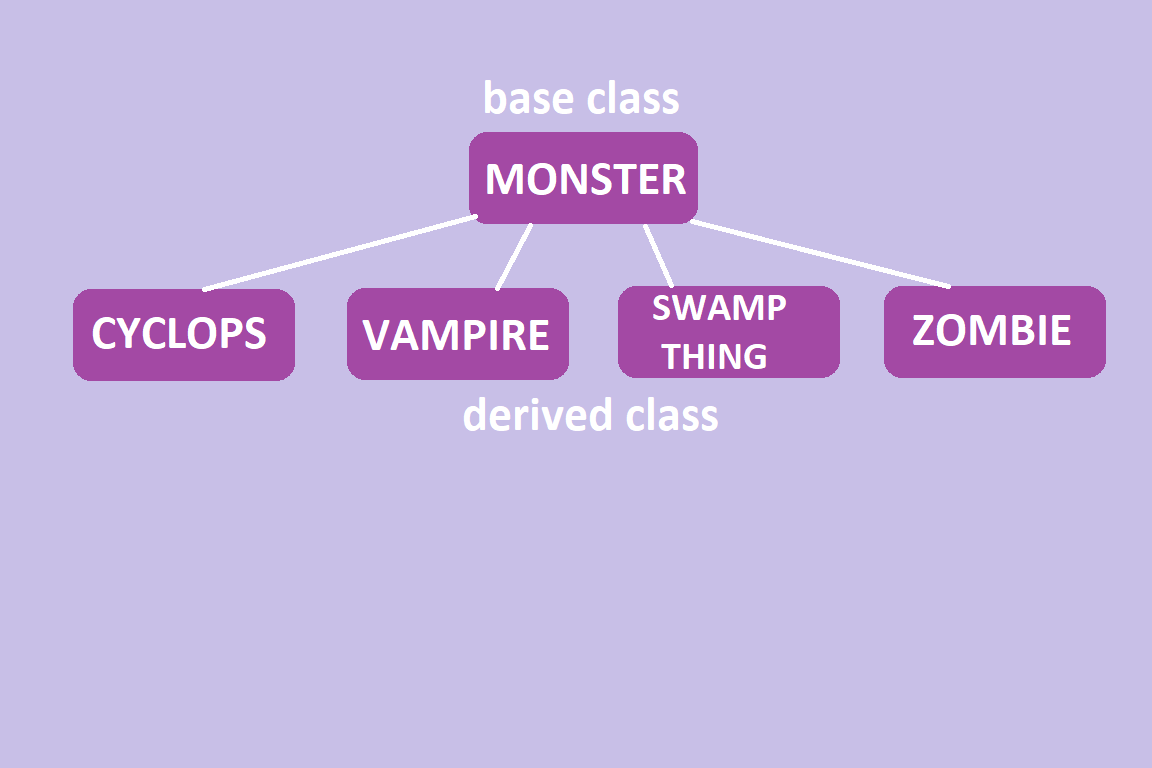 base class
MONSTER
CYCLOPS
VAMPIRE
SWAMP
THING
ZOMBIE
derived class